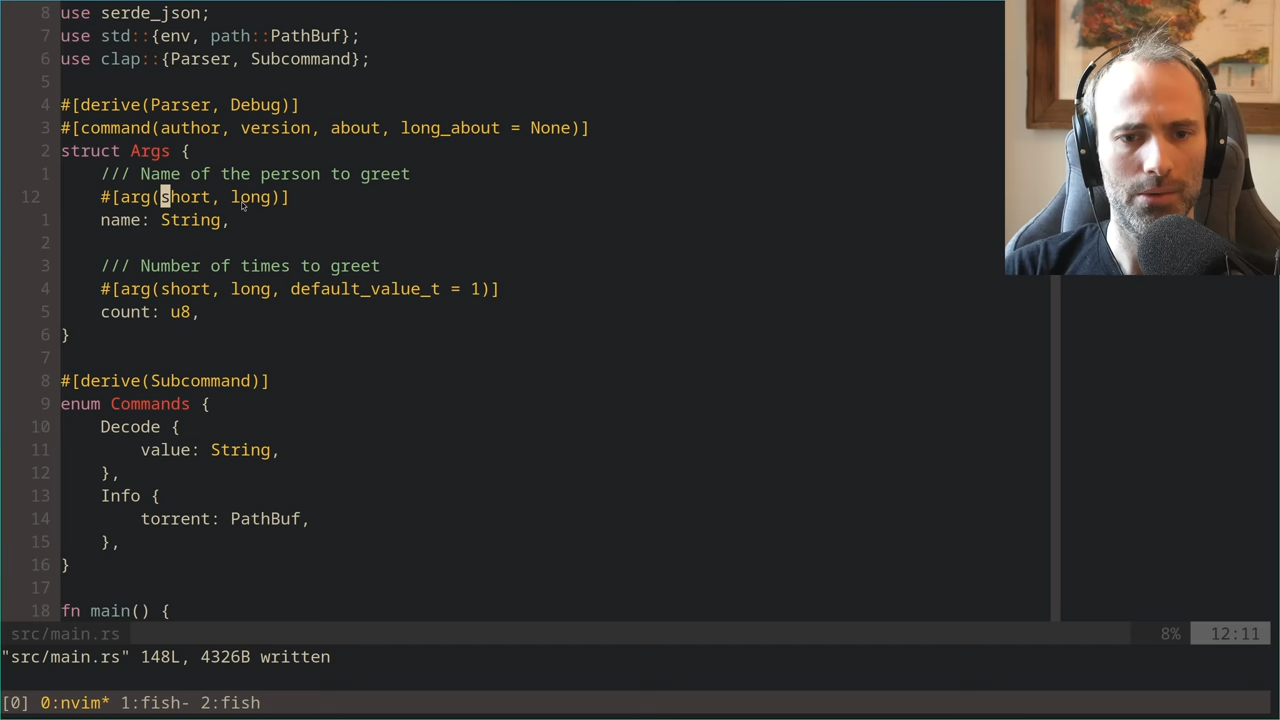 8 use serde_json;
7 use std::{env, path::PathBuf};
6 use clap::{Parser, Subcommand};
5
4 #[derive(Parser, Debug)]
3 #[command(author, version, about, long_about = None)]
2 struct Args {
1 /// Name of the person to greet
12 #[arg(short, long)]
1 name: String,
2
3 /// Number of times to greet
4 #[arg(short, long, default_value_t = 1)]
5 count: u8,
6 }
7
8 #[derive(Subcommand)]
9 enum Commands {
10 Decode {
11 value: String,
12 },
13 Info {
14 torrent: PathBuf,
15 },
16 }
17
18 fn main() {
src/main.rs 8% 12:11
"src/main.rs" 148L, 4326B written
[0] 0:nvim* 1:fish- 2:fish